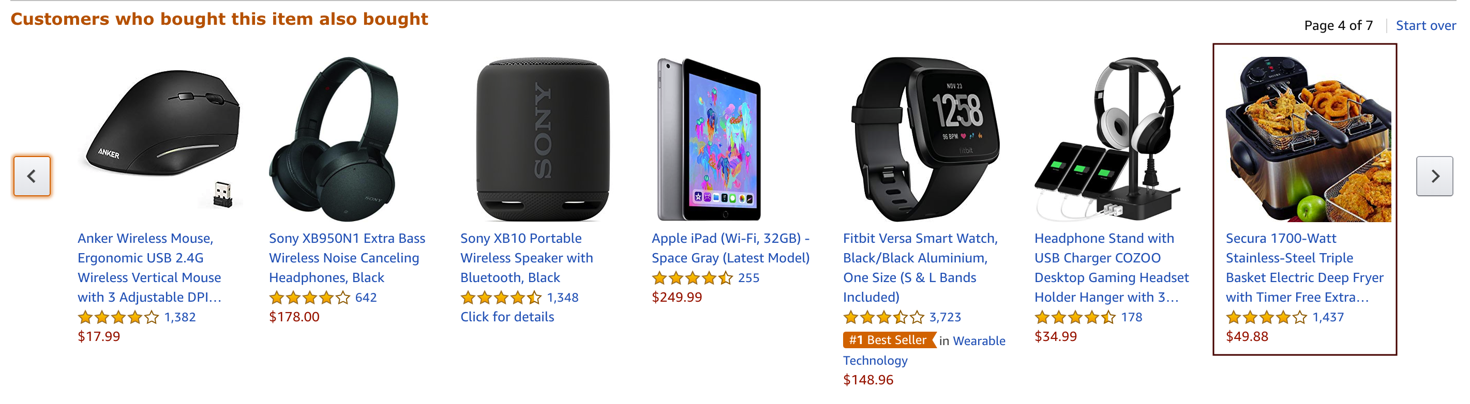 Customers who bought this item also bought
Page 4 of 7
Start over
ANKER
Anker Wireless Mouse,
Ergonomic USB 2.4G
Wireless Vertical Mouse
with 3 Adjustable DPI…
1,382
$17.99
SONY
Sony XB950N1 Extra Bass
Wireless Noise Canceling
Headphones, Black
642
$178.00
SONY
Sony XB10 Portable
Wireless Speaker with
Bluetooth, Black
1,348
Click for details
Apple iPad (Wi-Fi, 32GB) -
Space Gray (Latest Model)
255
$249.99
NOV 23
12:58
96 BPM
fitbit
Fitbit Versa Smart Watch,
Black/Black Aluminium,
One Size (S & L Bands
Included)
3,723
#1 Best Seller in Wearable
Technology
$148.96
Headphone Stand with
USB Charger COZOO
Desktop Gaming Headset
Holder Hanger with 3…
178
$34.99
Secura 1700-Watt
Stainless-Steel Triple
Basket Electric Deep Fryer
with Timer Free Extra…
1,437
$49.88